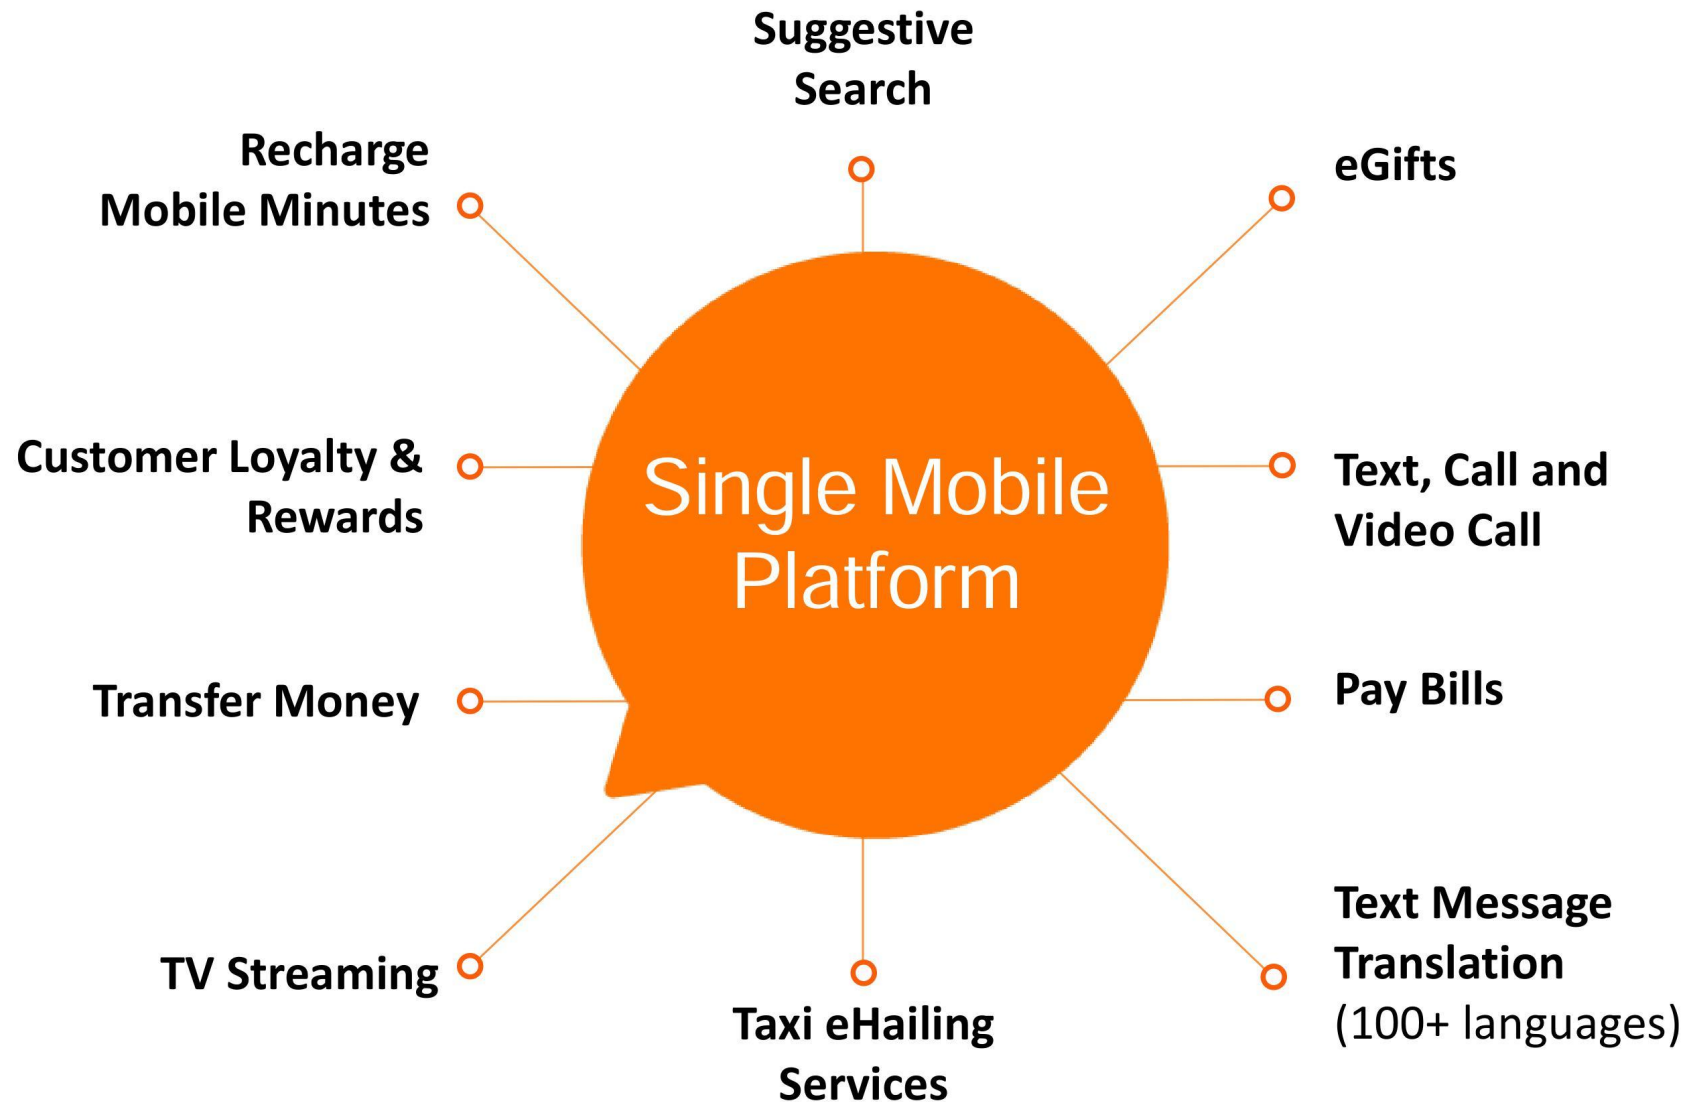 Suggestive
Search
Recharge
Mobile Minutes
eGifts
Customer Loyalty &
Rewards
Single Mobile
Platform
Text, Call and
Video Call
Transfer Money
Pay Bills
TV Streaming
Taxi eHailing
Services
Text Message
Translation
(100+ languages)